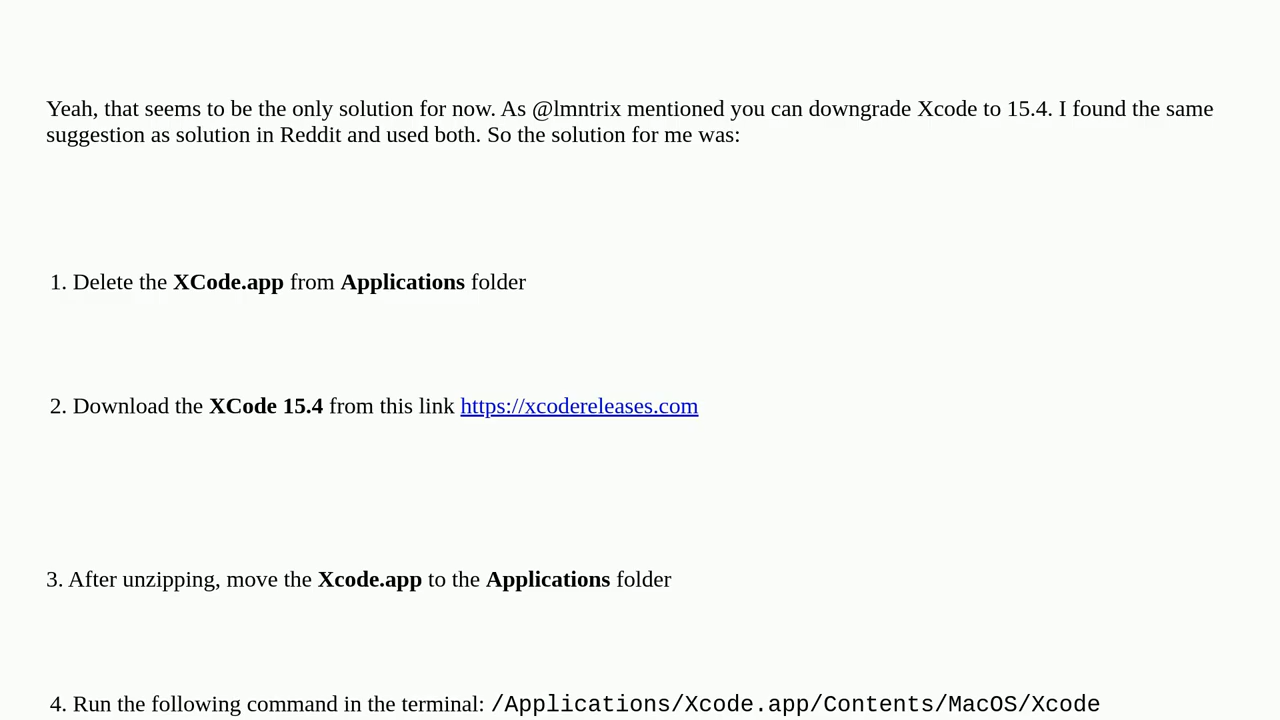 Yeah, that seems to be the only solution for now. As @lmntrix mentioned you can downgrade Xcode to 15.4. I found the same
suggestion as solution in Reddit and used both. So the solution for me was:
1. Delete the XCode.app from Applications folder
2. Download the XCode 15.4 from this link https://xcodereleases.com
3. After unzipping, move the Xcode.app to the Applications folder
4. Run the following command in the terminal: /Applications/Xcode.app/Contents/MacOS/Xcode